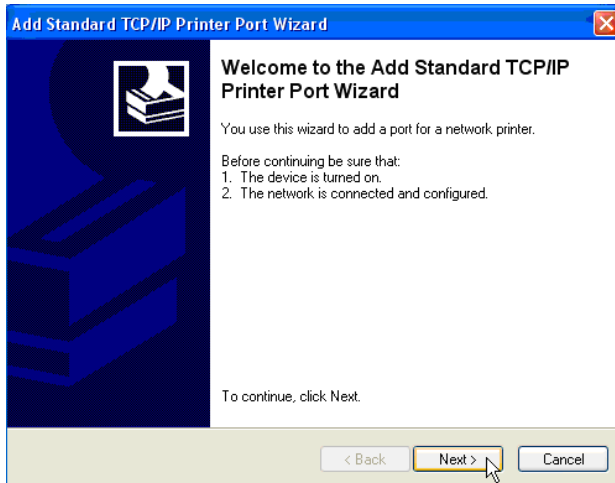 Add Standard TCP/IP Printer Port Wizard
Welcome to the Add Standard TCP/IP
Printer Port Wizard
You use this wizard to add a port for a network printer.
Before continuing be sure that:
1. The device is turned on.
2. The network is connected and configured.
To continue, click Next.
< Back Next > Cancel